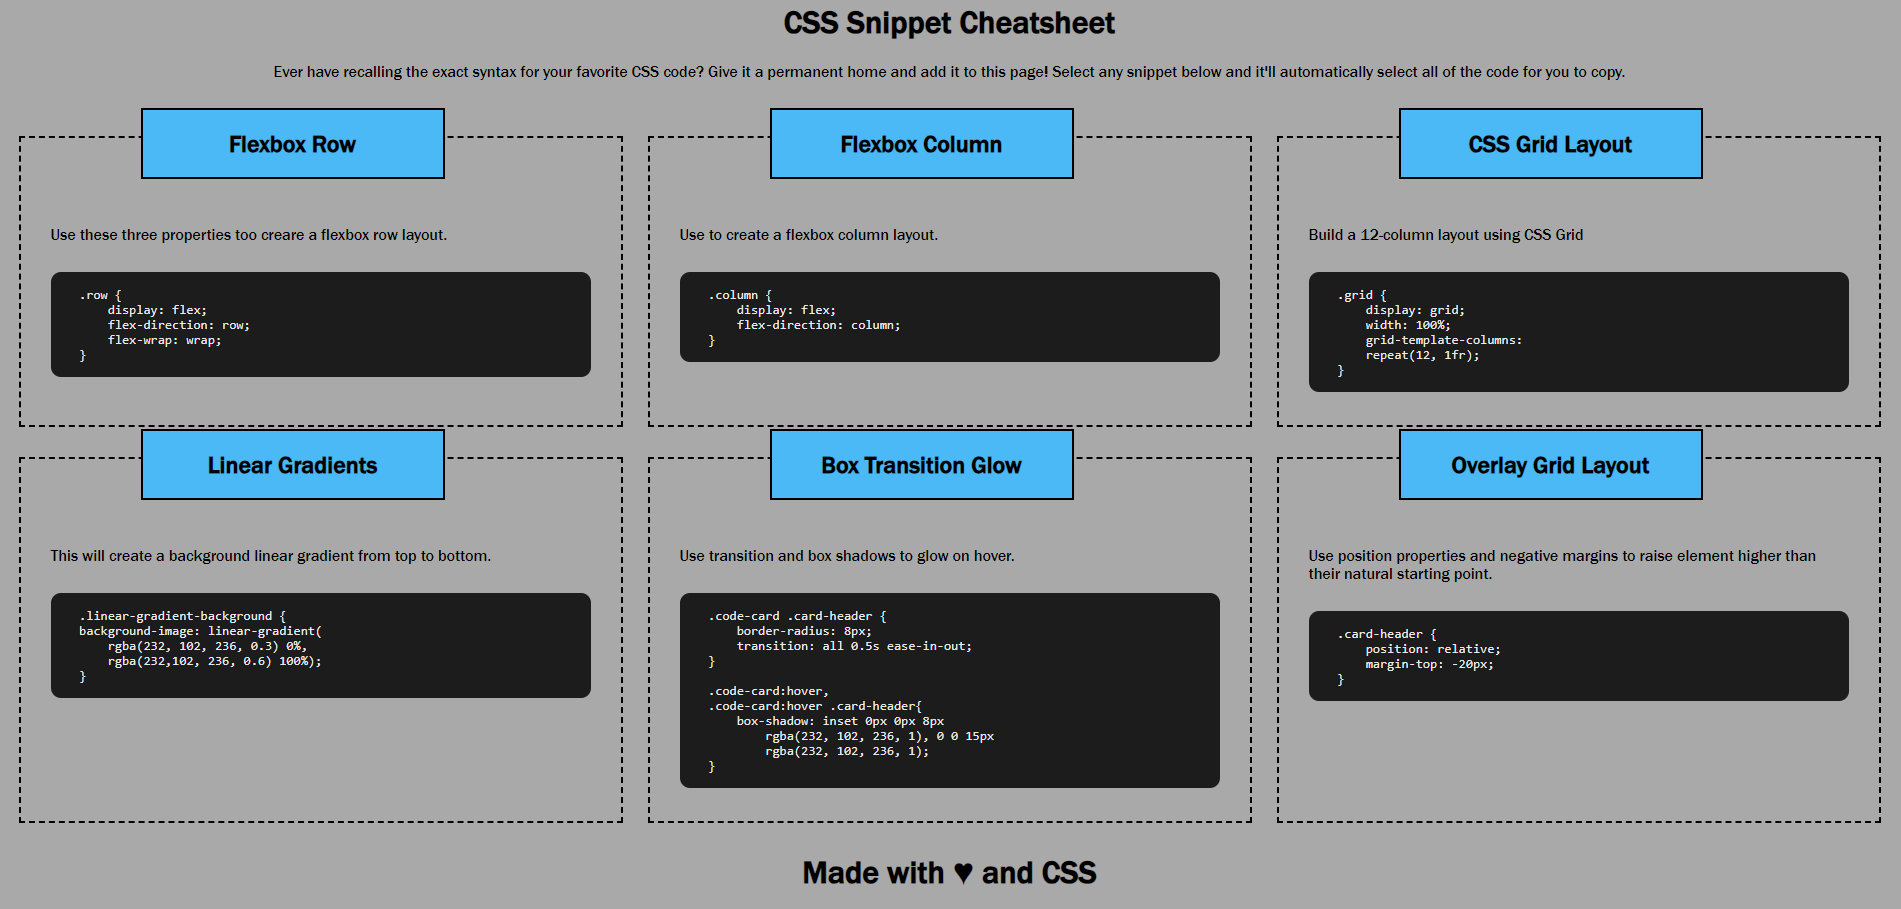 CSS Snippet Cheatsheet
Ever have recalling the exact syntax for your favorite CSS code? Give it a permanent home and add it to this page! Select any snippet below and it'll automatically select all of the code for you to copy.
Flexbox Row
Use these three properties too creare a flexbox row layout.
.row {
    display: flex;
    flex-direction: row;
    flex-wrap: wrap;
}
Flexbox Column
Use to create a flexbox column layout.
.column {
    display: flex;
    flex-direction: column;
}
CSS Grid Layout
Build a 12-column layout using CSS Grid
.grid {
    display: grid;
    width: 100%;
    grid-template-columns:
    repeat(12, 1fr);
}
Linear Gradients
This will create a background linear gradient from top to bottom.
.linear-gradient-background {
background-image: linear-gradient(
    rgba(232, 102, 236, 0.3) 0%,
    rgba(232,102, 236, 0.6) 100%);
}
Box Transition Glow
Use transition and box shadows to glow on hover.
.code-card .card-header {
    border-radius: 8px;
    transition: all 0.5s ease-in-out;
}
.code-card:hover,
.code-card:hover .card-header{
    box-shadow: inset 0px 0px 8px
        rgba(232, 102, 236, 1), 0 0 15px
        rgba(232, 102, 236, 1);
}
Overlay Grid Layout
Use position properties and negative margins to raise element higher than
their natural starting point.
.card-header {
    position: relative;
    margin-top: -20px;
}
Made with ♥ and CSS